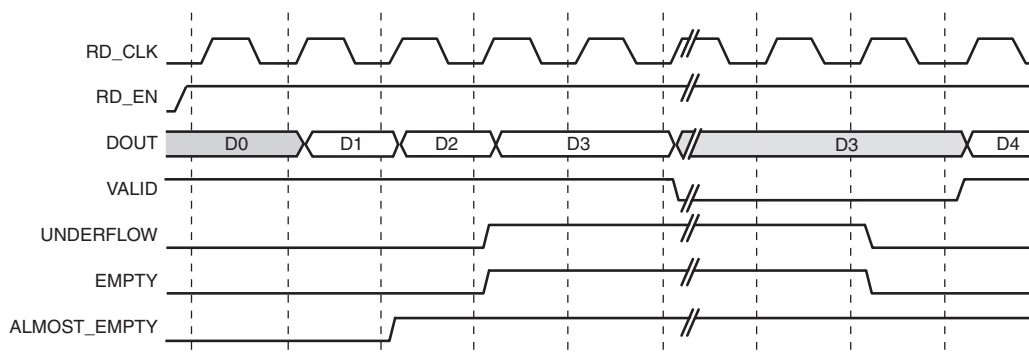 RD_CLK
RD_EN
DOUT D0 D1 D2 D3 D3 D4
VALID
UNDERFLOW
EMPTY
ALMOST_EMPTY